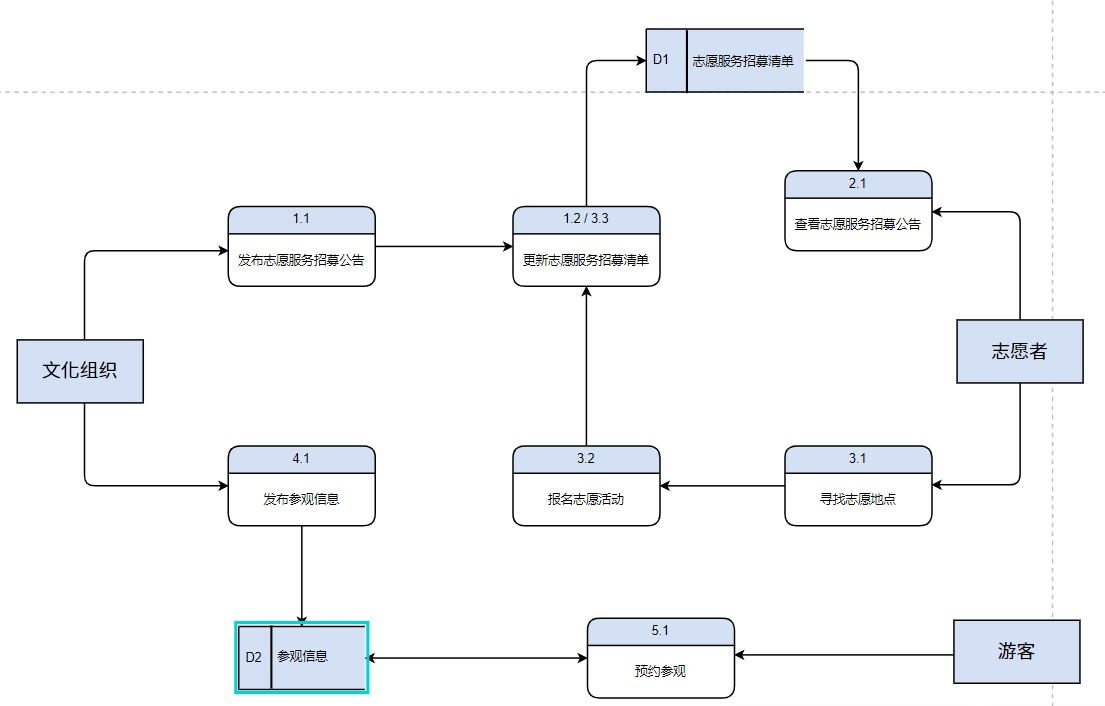 D1
志愿服务招募清单
2.1
查看志愿服务招募公告
1.1
发布志愿服务招募公告
1.2 / 3.3
更新志愿服务招募清单
文化组织
志愿者
4.1
发布参观信息
3.2
报名志愿活动
3.1
寻找志愿地点
D2
参观信息
5.1
预约参观
游客